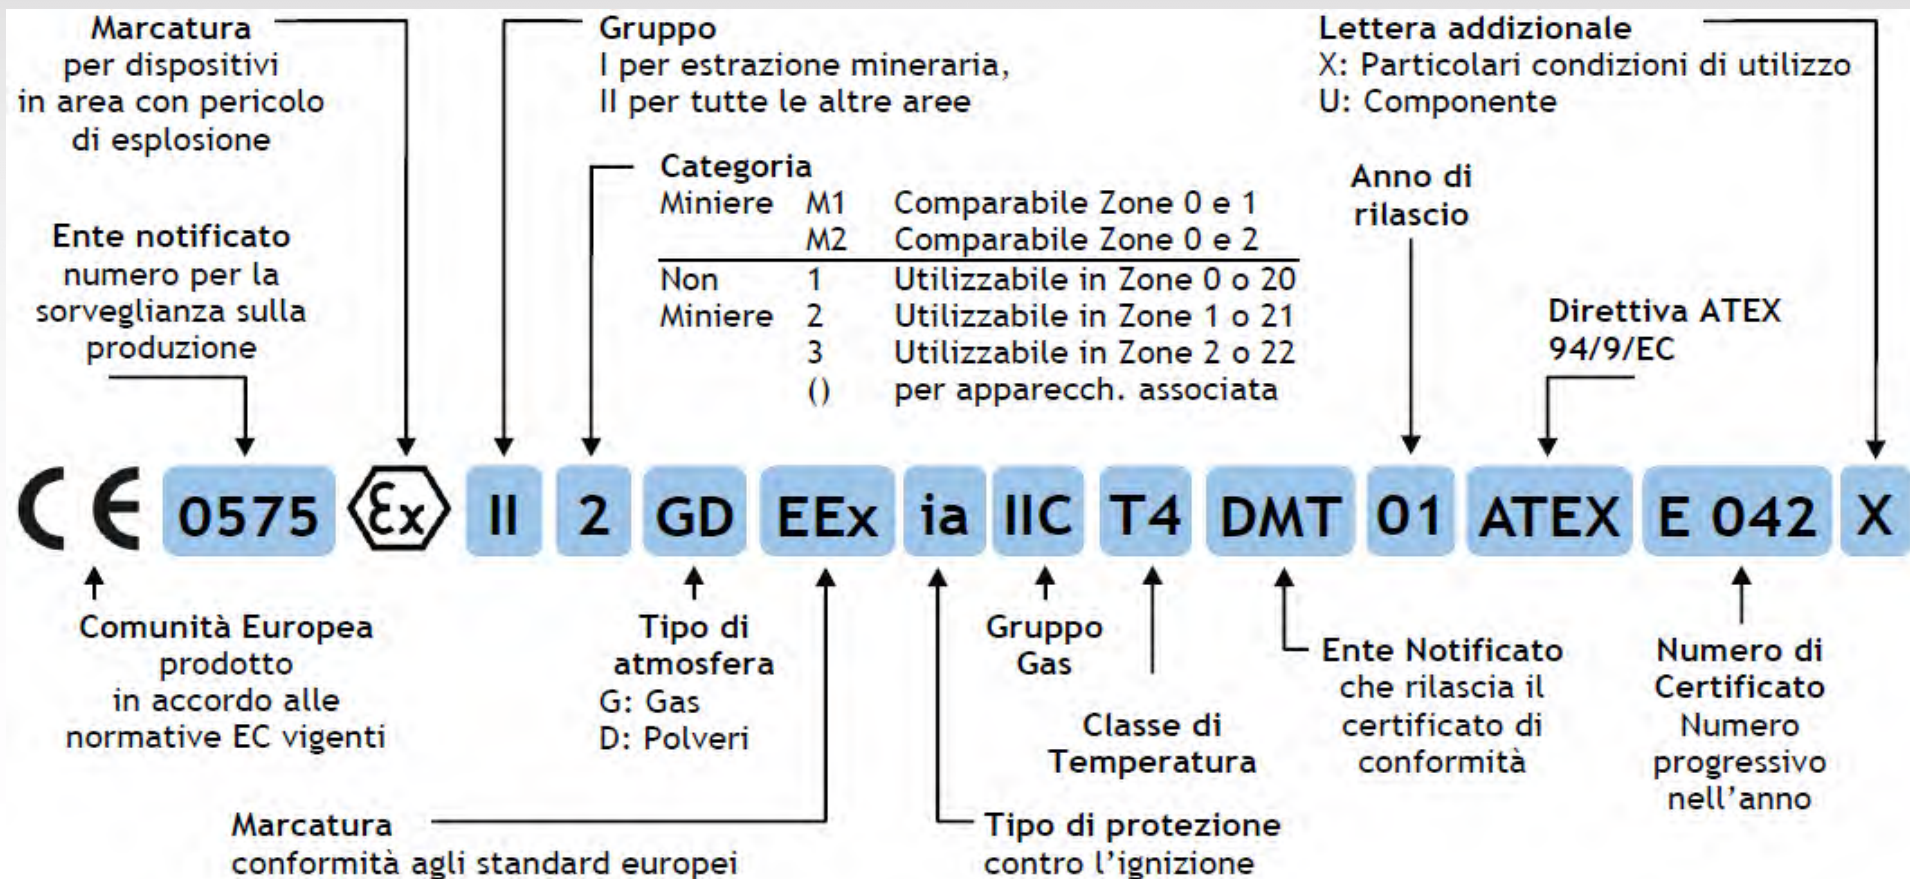 Marcatura
per dispositivi
in area con pericolo
di esplosione
Gruppo
I per estrazione mineraria,
II per tutte le altre aree
Lettera addizionale
X: Particolari condizioni di utilizzo
U: Componente
Categoria
Miniere M1 Comparabile Zone 0 e 1
M2 Comparabile Zone 0 e 2
Non 1 Utilizzabile in Zone 0 o 20
Miniere 2 Utilizzabile in Zone 1 o 21
3 Utilizzabile in Zone 2 o 22
() per apparecch. associata
Anno di
rilascio
Ente notificato
numero per la
sorveglianza sulla
produzione
Direttiva ATEX
94/9/EC
CE 0575 Ex II 2 GD EEx ia IIC T4 DMT 01 ATEX E 042 X
Comunità Europea
prodotto
in accordo alle
normative EC vigenti
Tipo di
atmosfera
G: Gas
D: Polveri
Gruppo
Gas
Classe di
Temperatura
Ente Notificato
che rilascia il
certificato di
conformità
Numero di
Certificato
Numero
progressivo
nell'anno
Marcatura
conformità agli standard europei
Tipo di protezione
contro l'ignizione